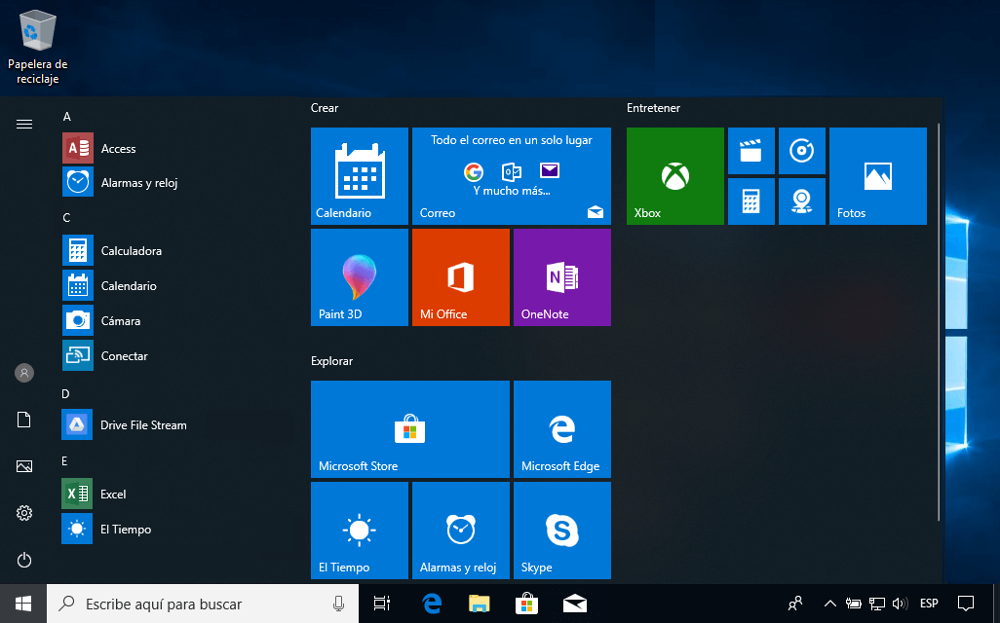 Papelera de
reciclaje
A
Access
Alarmas y reloj
C
Calculadora
Calendario
Cámara
Conectar
D
Drive File Stream
E
Excel
El Tiempo
Crear
Calendario
Todo el correo en un solo lugar
Y mucho más...
Correo
Paint 3D
Mi Office
OneNote
Explorar
Microsoft Store
Microsoft Edge
El Tiempo
Alarmas y reloj
Skype
Entretener
Xbox
Fotos
Escribe aquí para buscar
ESP